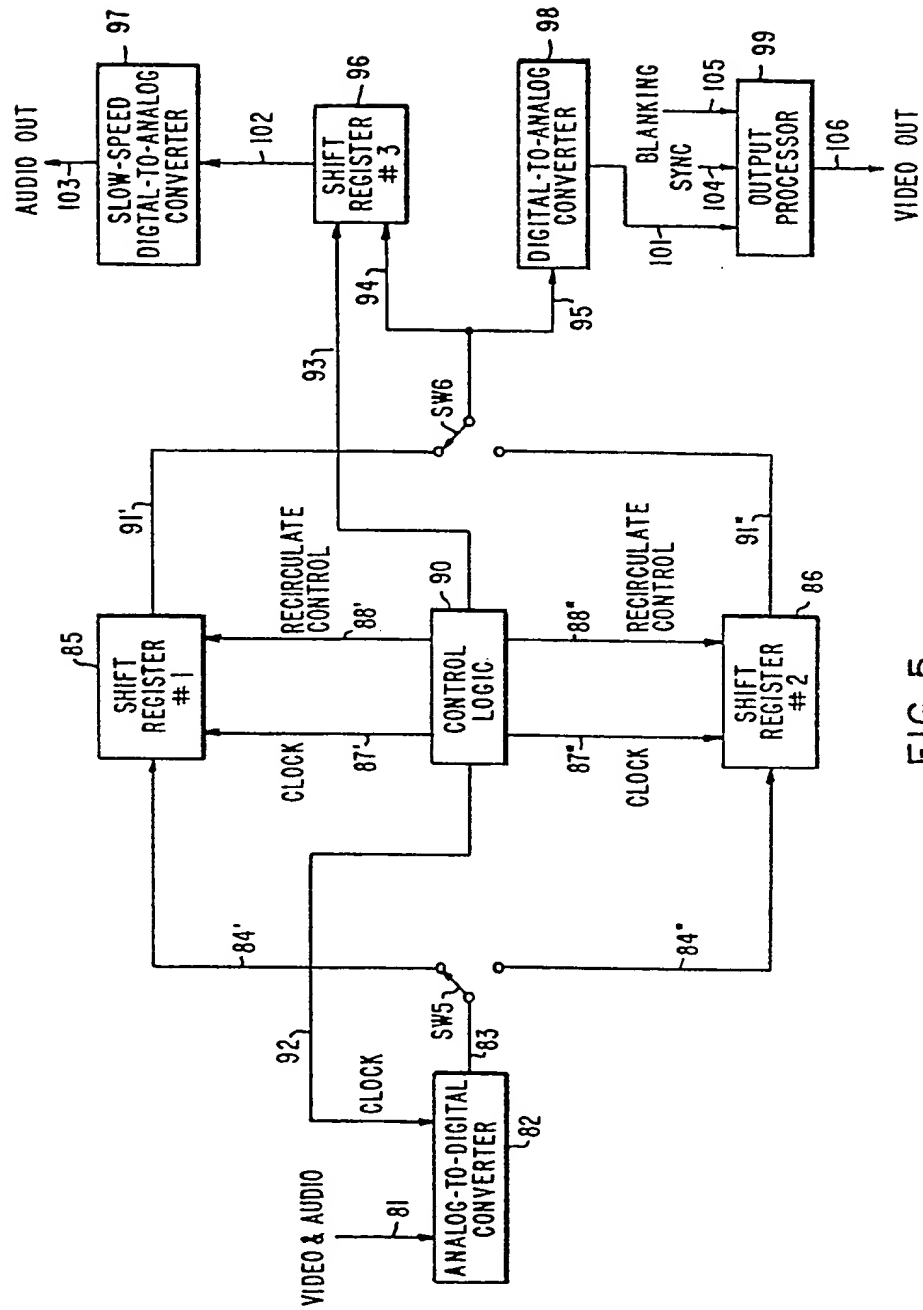 AUDIO OUT
103
97
SLOW-SPEED
DIGTAL-TO-ANALOG
CONVERTER
102
96
SHIFT
REGISTER
# 3
93
94
98
DIGITAL-TO-ANALOG
CONVERTER
95
101
BLANKING
SYNC
104
105
99
OUTPUT
PROCESSOR
106
VIDEO OUT
SW6
91'
91"
85
SHIFT
REGISTER
# 1
RECIRCULATE
CONTROL
88'
CLOCK
87'
90
CONTROL
LOGIC
CLOCK
87"
88"
RECIRCULATE
CONTROL
86
SHIFT
REGISTER
# 2
84'
84"
92
SW5
83
CLOCK
VIDEO & AUDIO
81
ANALOG-TO-DIGITAL
CONVERTER
82
FIG. 5